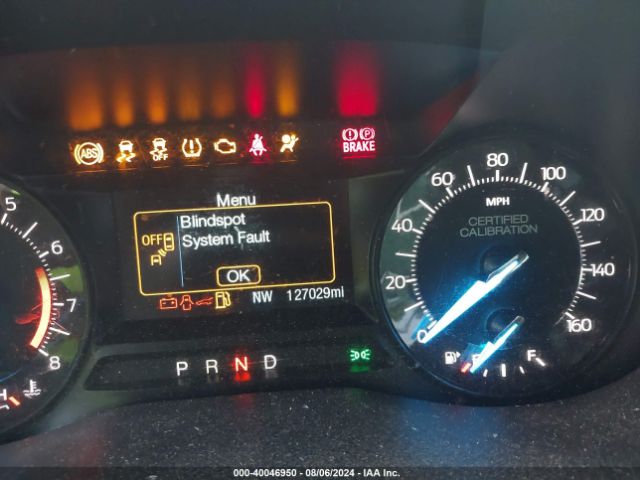 ABS OFF BRAKE
Menu
Blindspot
OFF System Fault
OK
NW 127029mi
P R N D
5
6
7
8
H
0 20 40 60 80 100 120 140 160
MPH
CERTIFIED
CALIBRATION
F
000-40046950 - 08/06/2024 - IAA Inc.